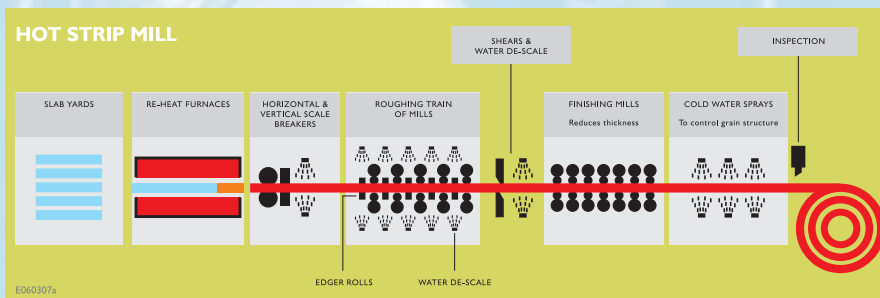 HOT STRIP MILL
SHEARS &
WATER DE-SCALE
INSPECTION
SLAB YARDS
RE-HEAT FURNACES
HORIZONTAL &
VERTICAL SCALE
BREAKERS
ROUGHING TRAIN
OF MILLS
FINISHING MILLS
Reduces thickness
COLD WATER SPRAYS
To control grain structure
EDGER ROLLS
WATER DE-SCALE
E060307a